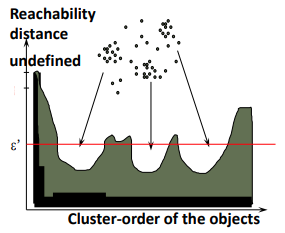 Reachability
distance
undefined
ε'
Cluster-order of the objects